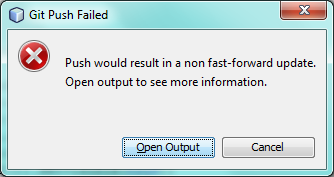 Git Push Failed
Push would result in a non fast-forward update.
Open output to see more information.
Open Output
Cancel